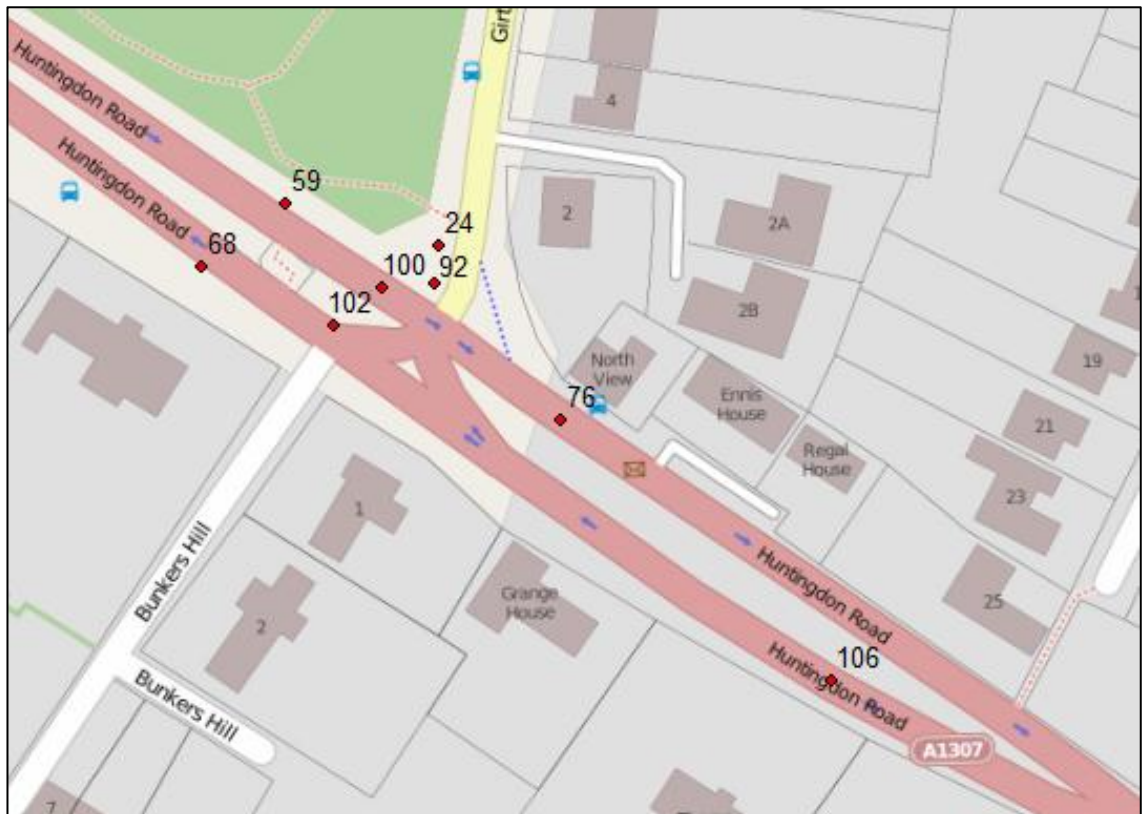 Girt
Huntingdon Road
4
Huntingdon Road
59
2
2A
24
68
100
92
2B
102
19
North
View
76
Ennis
House
21
Regal
House
23
1
Huntingdon Road
Bunkers Hill
Grange
House
25
2
106
Huntingdon Road
Bunkers Hill
A1307
7